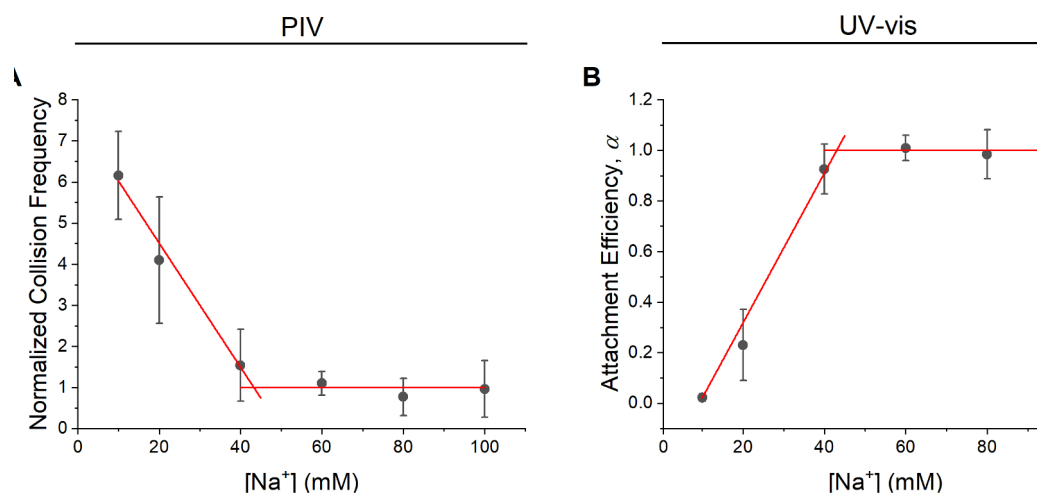 PIV
UV-vis
A
B
Normalized Collision Frequency
8
7
6
5
4
3
2
1
0
0 20 40 60 80 100
[Na⁺] (mM)
Attachment Efficiency, α
1.2
1.0
0.8
0.6
0.4
0.2
0.0
0 20 40 60 80
[Na⁺] (mM)